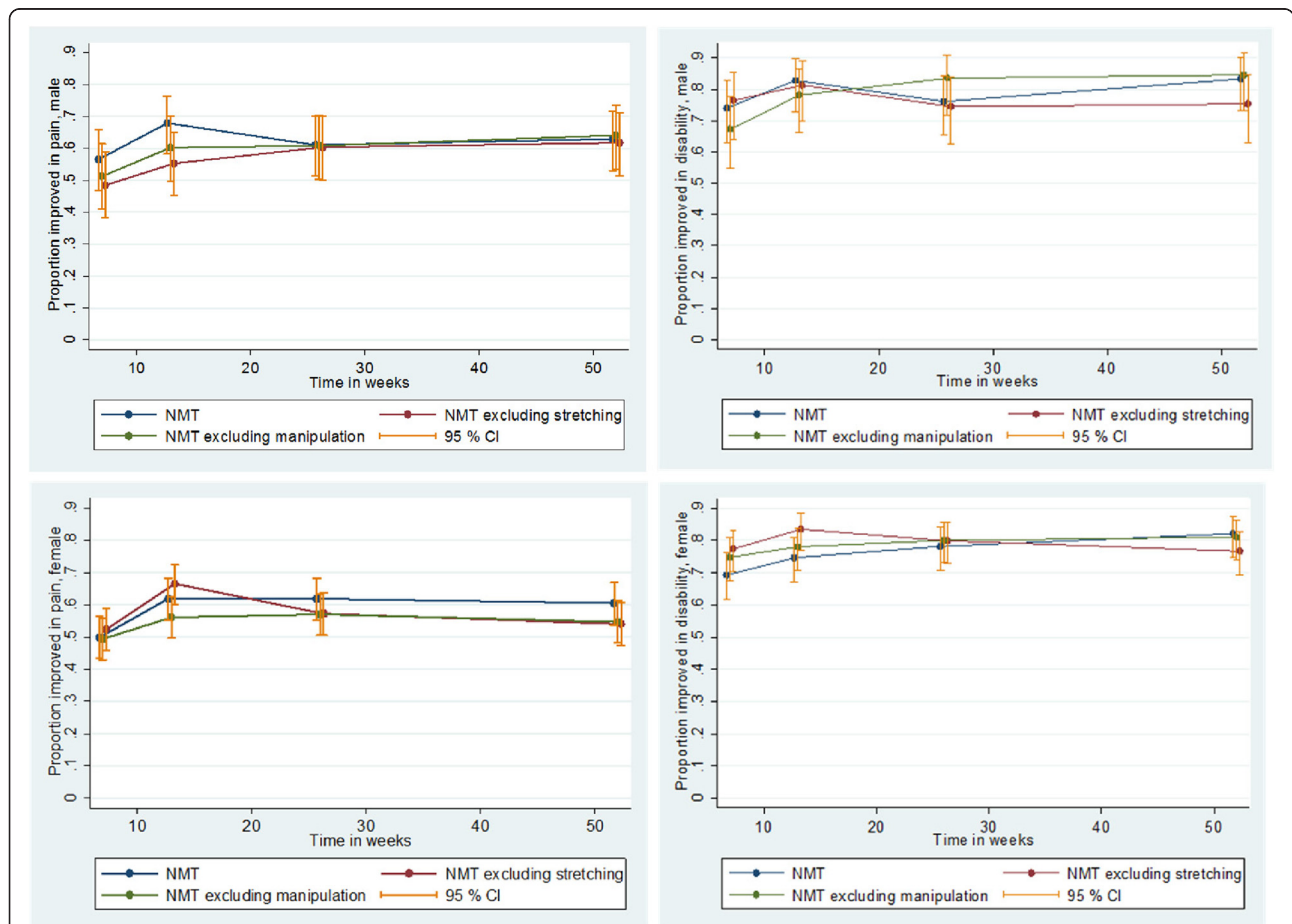 Proportion improved in pain, male
.9
.8
.7
.6
.5
.4
.3
.2
.1
0
10 20 30 40 50
Time in weeks
NMT NMT excluding stretching
NMT excluding manipulation 95 % CI
Proportion improved in disability, male
.9
.8
.7
.6
.5
.4
.3
.2
.1
0
10 20 30 40 50
Time in weeks
NMT NMT excluding stretching
NMT excluding manipulation 95 % CI
Proportion improved in pain, female
.9
.8
.7
.6
.5
.4
.3
.2
.1
0
10 20 30 40 50
Time in weeks
NMT NMT excluding stretching
NMT excluding manipulation 95 % CI
Proportion improved in disability, female
.9
.8
.7
.6
.5
.4
.3
.2
.1
0
10 20 30 40 50
Time in weeks
NMT NMT excluding stretching
NMT excluding manipulation 95 % CI